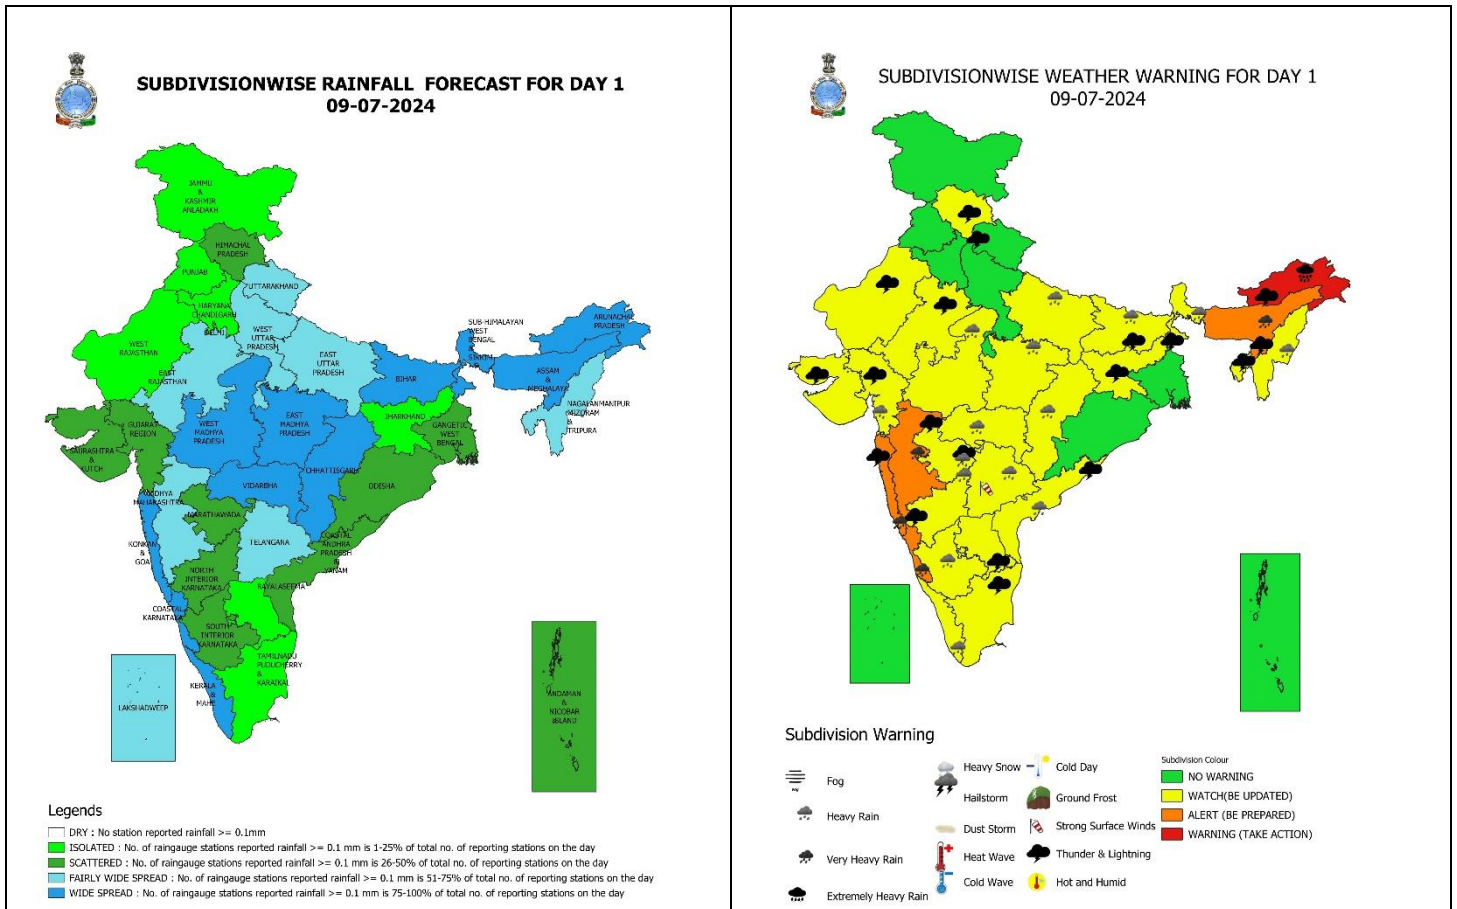 SUBDIVISIONWISE RAINFALL FORECAST FOR DAY 1
09-07-2024
JAMMU
&
KASHMIR
ANLADAKH
HIMACHAL
PRADESH
PUNJAB
UTTARAKHAND
HARYANA
CHANDIGARH
DELHI
WEST
UTTAR
PRADESH
WEST
RAJASTHAN
EAST
RAJASTHAN
EAST
UTTAR
PRADESH
SUB-HIMALAYAN
WEST
BENGAL
&
SIKKIM
ARUNACHAL
PRADESH
ASSAM
&
MEGHALAYA
BIHAR
NAGALANMANIPUR
MIZORAM
&
TRIPURA
JHARKHAND
GANGETIC
WEST
BENGAL
GUJARAT
REGION
SAURASHTRA
&
KUTCH
WEST
MADHYA
PRADESH
EAST
MADHYA
PRADESH
CHHATTISGARH
VIDARBHA
ODESHA
MADHYA
MAHARASHTRA
MARATHAWADA
TELANGANA
KONKAN
&
GOA
COASTAL
ANDHRA
PRADESH
&
YANAM
NORTH
INTERIOR
KARNATAKA
RAYALASEEMA
COASTAL
KARNATAKA
SOUTH
INTERIOR
KARNATAKA
TAMILNADU
PUDUCHERRY
&
KARAIKAL
KERALA
&
MAHE
LAKSHADWEEP
ANDAMAN
&
NICOBAR
ISLAND
Legends
DRY : No station reported rainfall >= 0.1mm
ISOLATED : No. of raingauge stations reported rainfall >= 0.1 mm is 1-25% of total no. of reporting stations on the day
SCATTERED : No. of raingauge stations reported rainfall >= 0.1 mm is 26-50% of total no. of reporting stations on the day
FAIRLY WIDE SPREAD : No. of raingauge stations reported rainfall >= 0.1 mm is 51-75% of total no. of reporting stations on the day
WIDE SPREAD : No. of raingauge stations reported rainfall >= 0.1 mm is 75-100% of total no. of reporting stations on the day
SUBDIVISIONWISE WEATHER WARNING FOR DAY 1
09-07-2024
Subdivision Warning
Fog
Heavy Rain
Very Heavy Rain
Extremely Heavy Rain
Heavy Snow
Hailstorm
Dust Storm
Heat Wave
Cold Wave
Cold Day
Ground Frost
Strong Surface Winds
Thunder & Lightning
Hot and Humid
Subdivision Colour
NO WARNING
WATCH(BE UPDATED)
ALERT (BE PREPARED)
WARNING (TAKE ACTION)